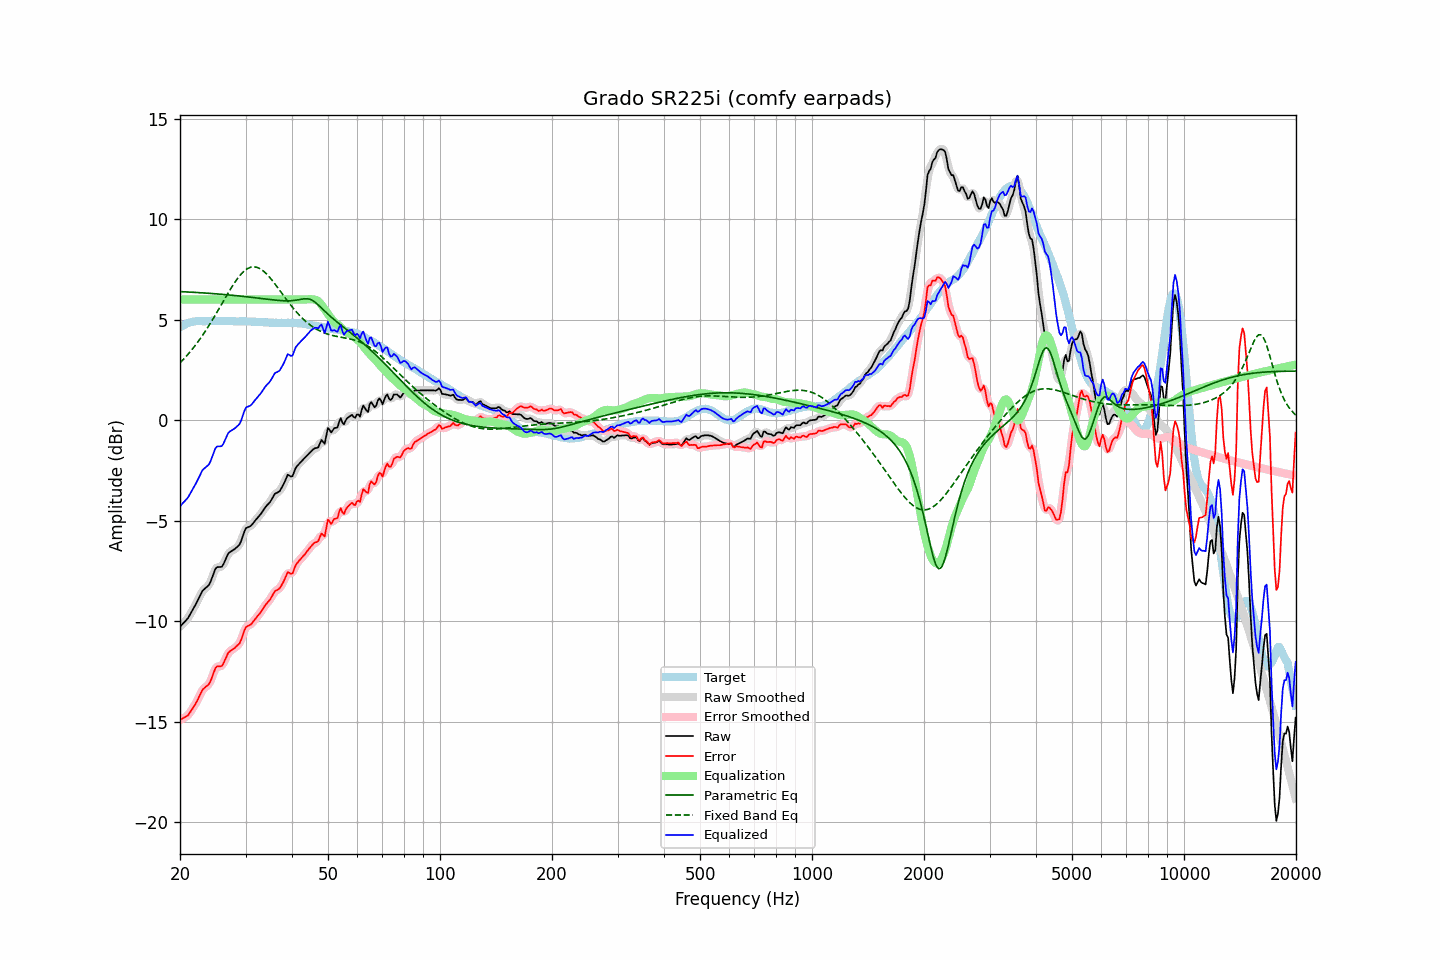 Grado SR225i (comfy earpads)
Amplitude (dBr)
15
10
5
0
−5
−10
−15
−20
Target
Raw Smoothed
Error Smoothed
Raw
Error
Equalization
Parametric Eq
Fixed Band Eq
Equalized
20 50 100 200 500 1000 2000 5000 10000 20000
Frequency (Hz)